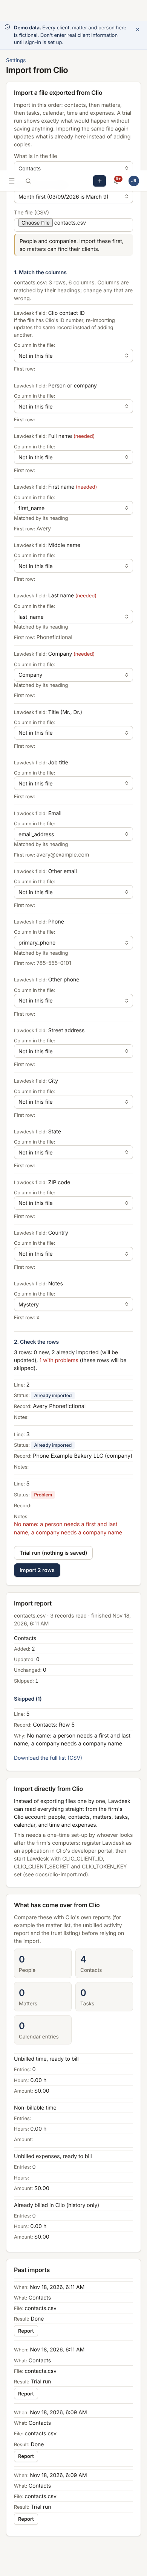 Demo data. Every client, matter and person here
is fictional. Don't enter real client information
until sign-in is set up.
Settings
Import from Clio
Import a file exported from Clio
Import in this order: contacts, then matters,
then tasks, calendar, time and expenses. A trial
run shows exactly what would happen without
saving anything. Importing the same file again
updates what is already here instead of adding
copies.
What is in the file
Contacts
JR
Month first (03/09/2026 is March 9)
The file (CSV)
Choose File contacts.csv
People and companies. Import these first,
so matters can find their clients.
1. Match the columns
contacts.csv: 3 rows, 6 columns. Columns are
matched by their headings; change any that are
wrong.
Lawdesk field: Clio contact ID
If the file has Clio's ID number, re-importing
updates the same record instead of adding
another.
Column in the file:
Not in this file
First row:
Lawdesk field: Person or company
Column in the file:
Not in this file
First row:
Lawdesk field: Full name (needed)
Column in the file:
Not in this file
First row:
Lawdesk field: First name (needed)
Column in the file:
first_name
Matched by its heading
First row: Avery
Lawdesk field: Middle name
Column in the file:
Not in this file
First row:
Lawdesk field: Last name (needed)
Column in the file:
last_name
Matched by its heading
First row: Phonefictional
Lawdesk field: Company (needed)
Column in the file:
Company
Matched by its heading
First row:
Lawdesk field: Title (Mr., Dr.)
Column in the file:
Not in this file
First row:
Lawdesk field: Job title
Column in the file:
Not in this file
First row:
Lawdesk field: Email
Column in the file:
email_address
Matched by its heading
First row: avery@example.com
Lawdesk field: Other email
Column in the file:
Not in this file
First row:
Lawdesk field: Phone
Column in the file:
primary_phone
Matched by its heading
First row: 785-555-0101
Lawdesk field: Other phone
Column in the file:
Not in this file
First row:
Lawdesk field: Street address
Column in the file:
Not in this file
First row:
Lawdesk field: City
Column in the file:
Not in this file
First row:
Lawdesk field: State
Column in the file:
Not in this file
First row:
Lawdesk field: ZIP code
Column in the file:
Not in this file
First row:
Lawdesk field: Country
Column in the file:
Not in this file
First row:
Lawdesk field: Notes
Column in the file:
Mystery
First row:
2. Check the rows
3 rows: 0 new, 2 already imported (will be
updated), 1 with problems (these rows will be
skipped).
Line: 2
Status: Already imported
Record: Avery Phonefictional
Notes:
Line: 3
Status: Already imported
Record: Phone Example Bakery LLC (company)
Notes:
Line: 5
Status: Problem
Record:
Notes:
No name: a person needs a first and last
name, a company needs a company name
Trial run (nothing is saved)
Import 2 rows
Import report
contacts.csv · 3 records read · finished Nov 18,
2026, 6:11 AM
Contacts
Added: 2
Updated: 0
Unchanged: 0
Skipped: 1
Skipped (1)
Line: 5
Record: Contacts: Row 5
Why: No name: a person needs a first and last
name, a company needs a company name
Download the full list (CSV)
Import directly from Clio
Instead of exporting files one by one, Lawdesk
can read everything straight from the firm's
Clio account: people, contacts, matters, tasks,
calendar, and time and expenses.
This needs a one-time set-up by whoever looks
after the firm's computers: register Lawdesk as
an application in Clio's developer portal, then
start Lawdesk with CLIO_CLIENT_ID,
CLIO_CLIENT_SECRET and CLIO_TOKEN_KEY
set (see docs/clio-import.md).
What has come over from Clio
Compare these with Clio's own reports (for
example the matter list, the unbilled activity
report and the trust listing) before relying on
the import.
0
People
4
Contacts
0
Matters
0
Tasks
0
Calendar entries
Unbilled time, ready to bill
Entries: 0
Hours: 0.00 h
Amount: $0.00
Non-billable time
Entries:
Hours: 0.00 h
Amount:
Unbilled expenses, ready to bill
Entries: 0
Hours:
Amount: $0.00
Already billed in Clio (history only)
Entries: 0
Hours: 0.00 h
Amount: $0.00
Past imports
When: Nov 18, 2026, 6:11 AM
What: Contacts
File: contacts.csv
Result: Done
Report
When: Nov 18, 2026, 6:11 AM
What: Contacts
File: contacts.csv
Result: Trial run
Report
When: Nov 18, 2026, 6:09 AM
What: Contacts
File: contacts.csv
Result: Done
Report
When: Nov 18, 2026, 6:09 AM
What: Contacts
File: contacts.csv
Result: Trial run
Report